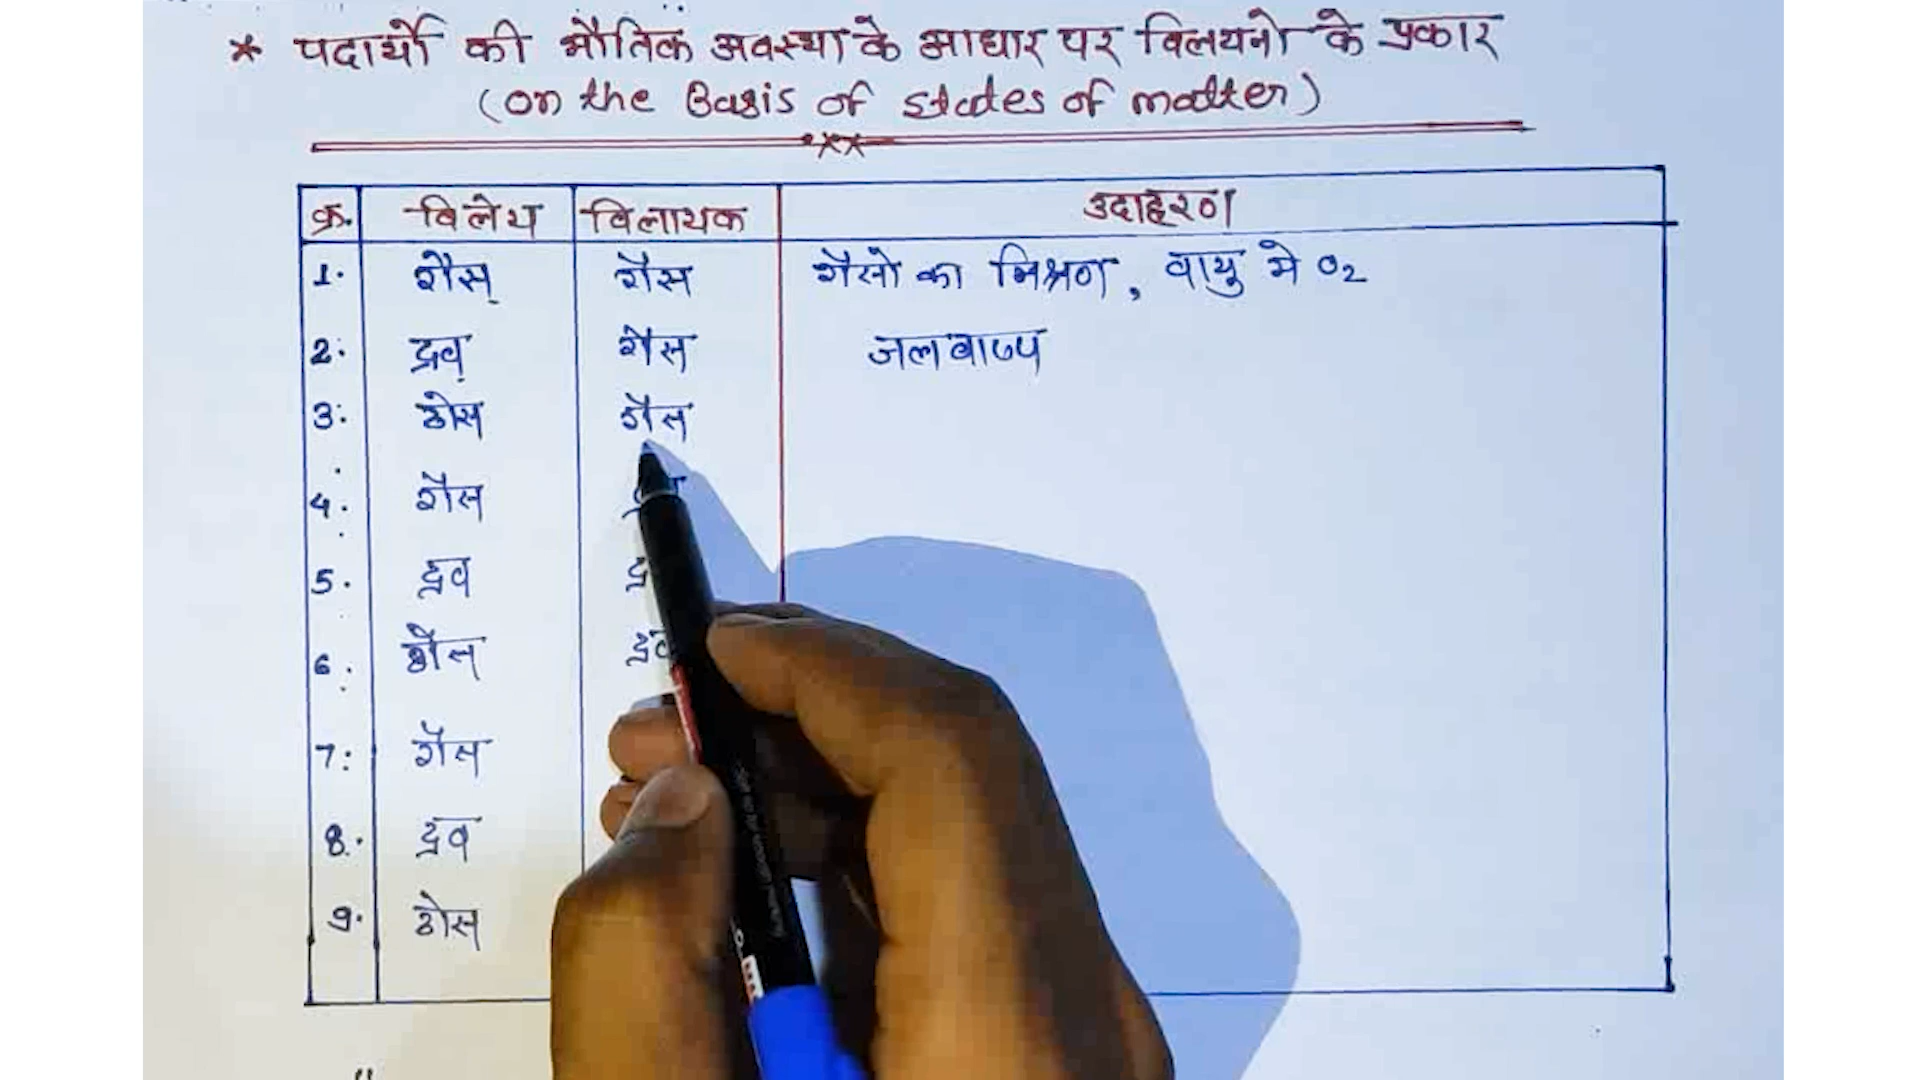 * पदार्थो की भौतिक अवस्था के आधार पर विलयनो के प्रकार
(on the Basis of states of matter)
क्र. विलेय विलायक उदाहरण
1. गैस गैस गैसो का मिश्रण, वायु मे O2
2. द्रव गैस जलवाष्प
3. ठोस गैस
4. गैस
5. द्रव
6. ठोस द्रव
7. गैस
8. द्रव
9. ठोस